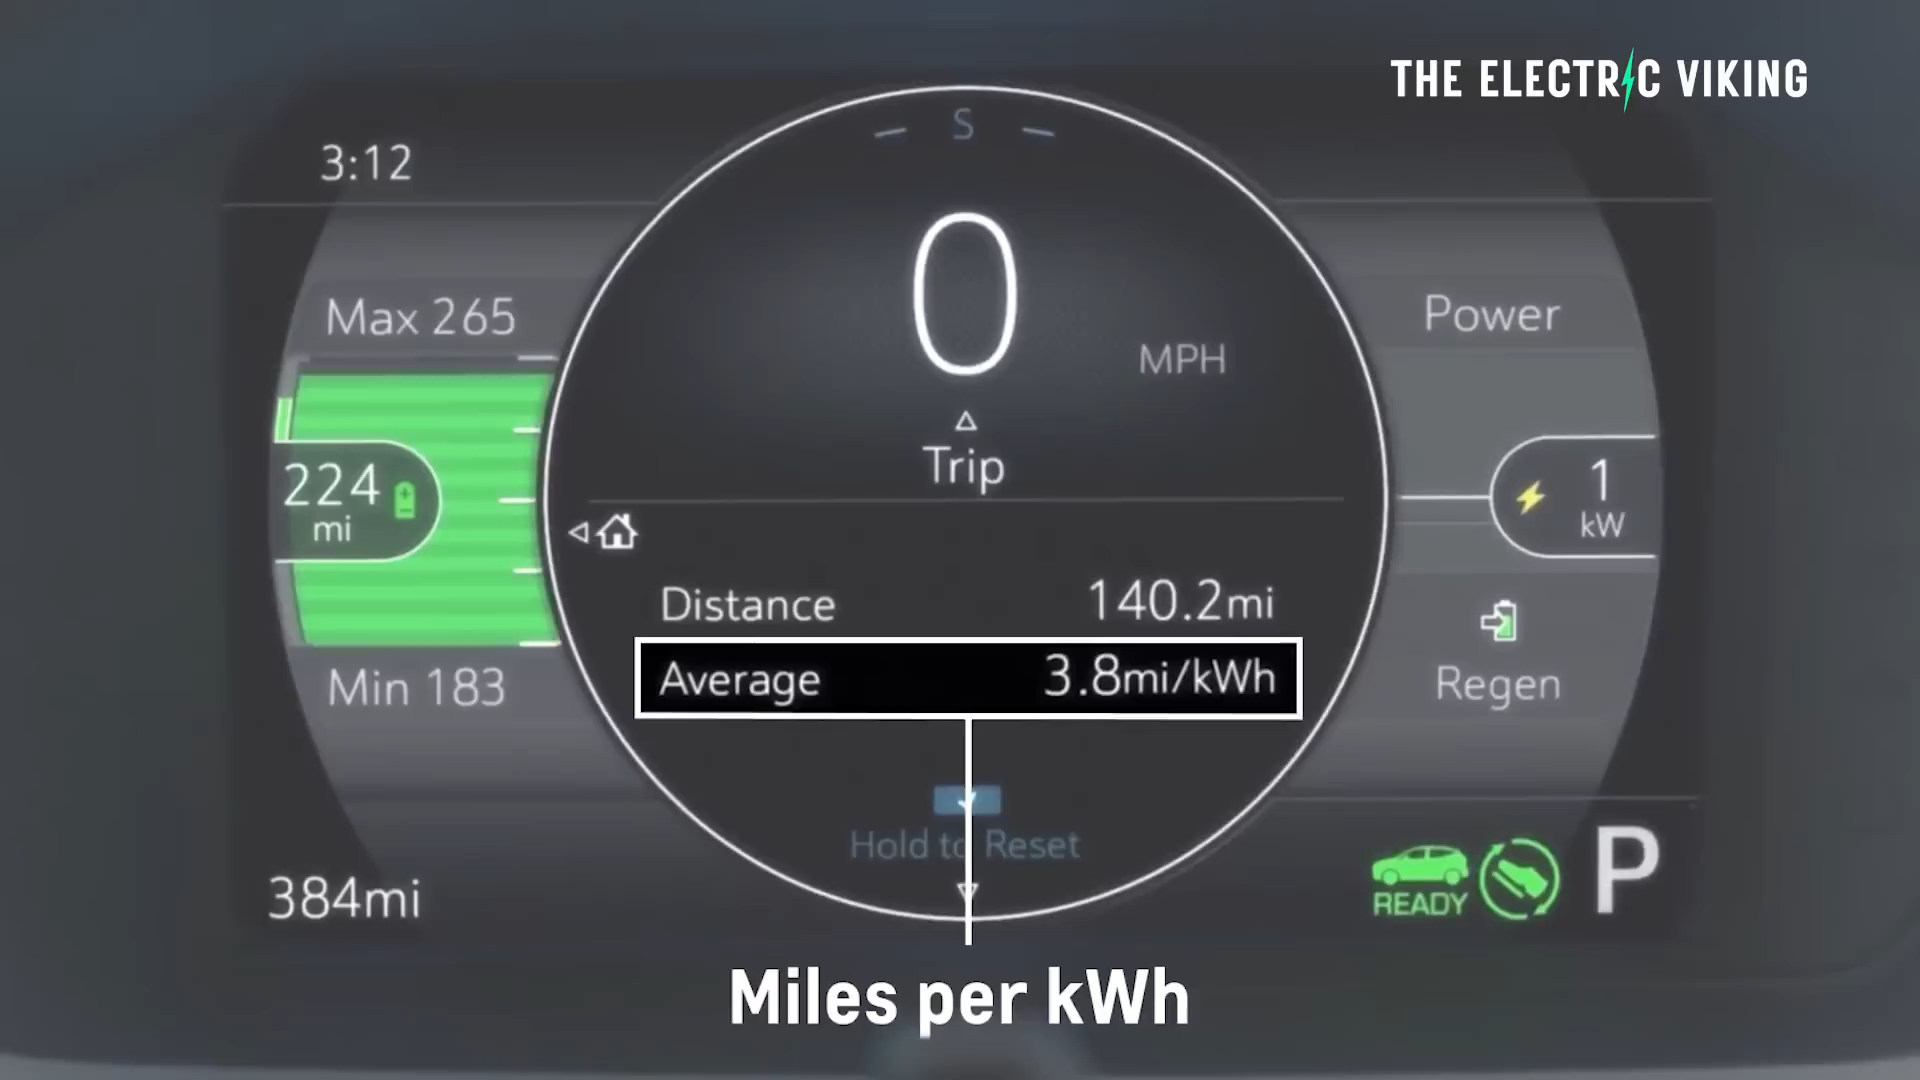 THE ELECTRIC VIKING
3:12
S
0
MPH
Max 265
Power
224
mi
1
kW
Trip
Distance 140.2mi
Average 3.8mi/kWh
Min 183
Regen
Hold to Reset
384mi
READY
P
Miles per kWh